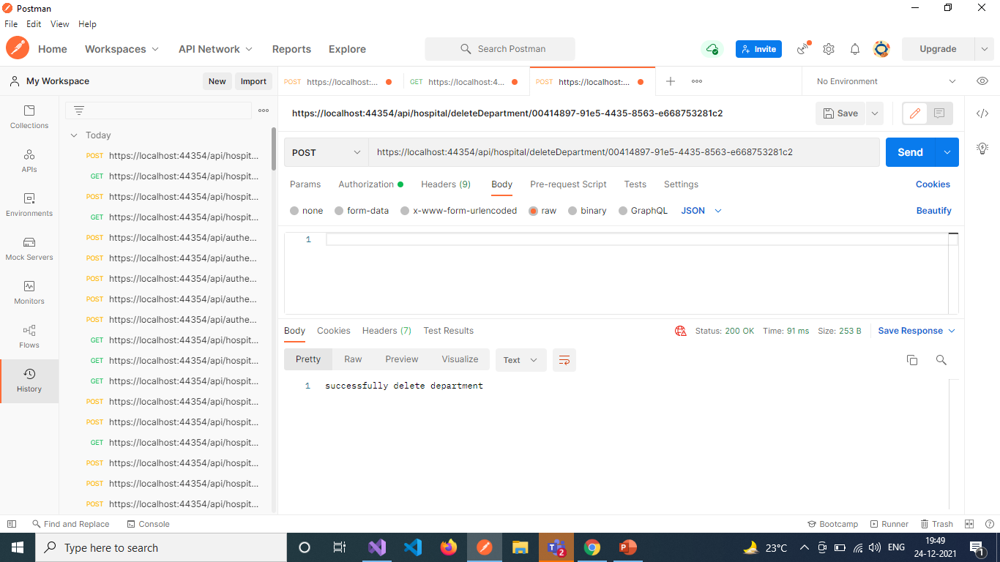 Postman
File Edit View Help
Home Workspaces API Network Reports Explore Search Postman Invite Upgrade
My Workspace New Import POST https://localhost:... GET https://localhost:4... POST https://localhost:... No Environment
https://localhost:44354/api/hospital/deleteDepartment/00414897-91e5-4435-8563-e668753281c2 Save
Collections
APIs
Environments
Mock Servers
Monitors
Flows
History
Today
POST https://localhost:44354/api/hospit...
GET https://localhost:44354/api/hospit...
POST https://localhost:44354/api/hospit...
GET https://localhost:44354/api/hospit...
POST https://localhost:44354/api/authe...
POST https://localhost:44354/api/authe...
POST https://localhost:44354/api/authe...
POST https://localhost:44354/api/authe...
POST https://localhost:44354/api/authe...
GET https://localhost:44354/api/hospit...
GET https://localhost:44354/api/hospit...
GET https://localhost:44354/api/hospit...
POST https://localhost:44354/api/hospit...
POST https://localhost:44354/api/hospit...
GET https://localhost:44354/api/hospit...
POST https://localhost:44354/api/hospit...
POST https://localhost:44354/api/hospit...
POST https://localhost:44354/api/hospit...
POST https://localhost:44354/api/hospital/deleteDepartment/00414897-91e5-4435-8563-e668753281c2 Send
Params Authorization Headers (9) Body Pre-request Script Tests Settings Cookies
none form-data x-www-form-urlencoded raw binary GraphQL JSON Beautify
1
Body Cookies Headers (7) Test Results Status: 200 OK Time: 91 ms Size: 253 B Save Response
Pretty Raw Preview Visualize Text
1 successfully delete department
Find and Replace Console Bootcamp Runner Trash
Type here to search 2 23°C ENG 19:49 1
24-12-2021